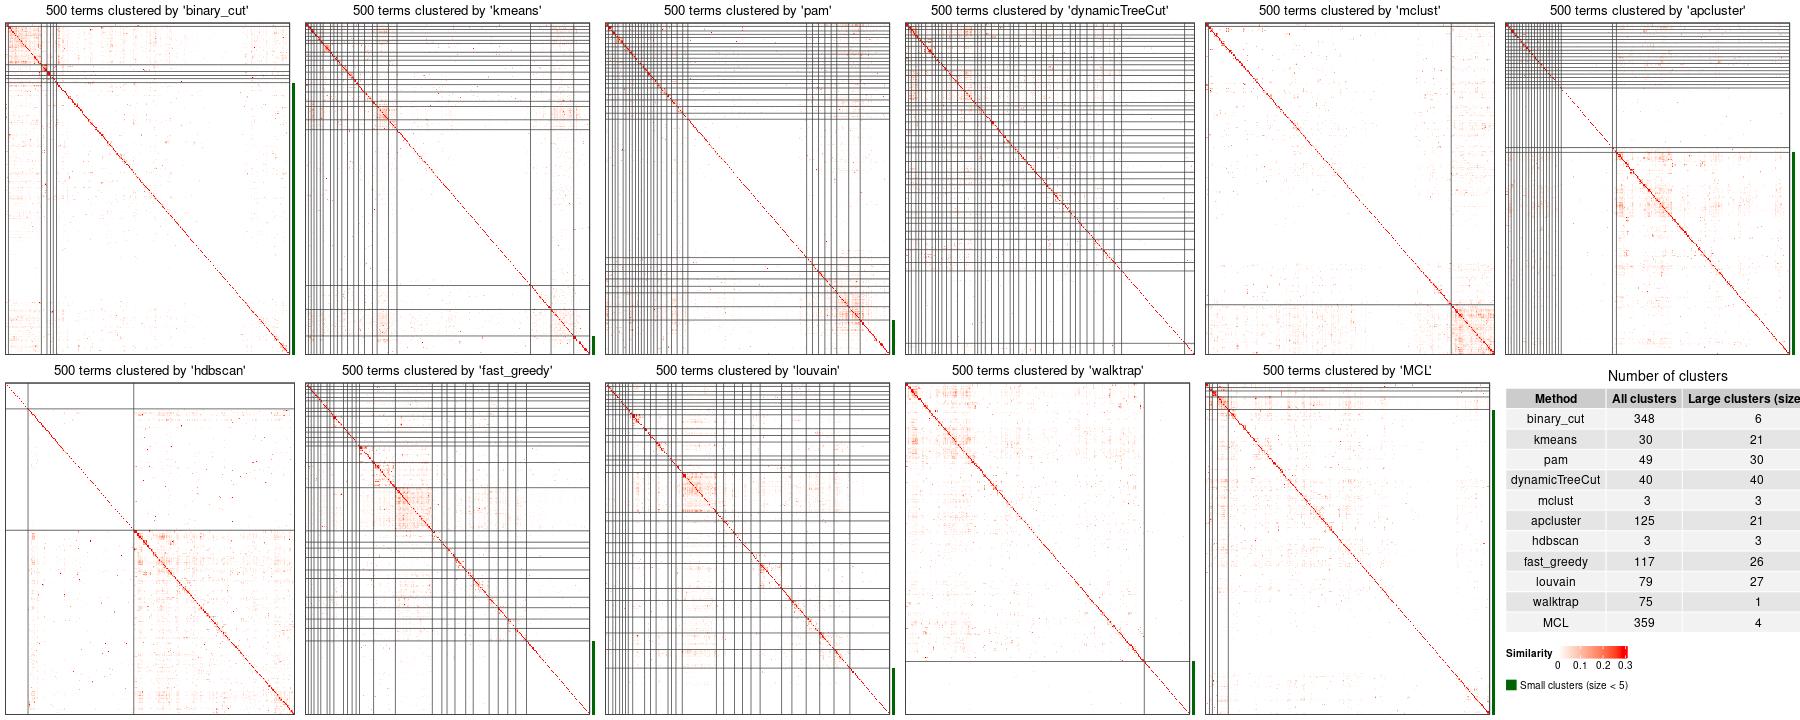 500 terms clustered by 'binary_cut'
500 terms clustered by 'kmeans'
500 terms clustered by 'pam'
500 terms clustered by 'dynamicTreeCut'
500 terms clustered by 'mclust'
500 terms clustered by 'apcluster'
500 terms clustered by 'hdbscan'
500 terms clustered by 'fast_greedy'
500 terms clustered by 'louvain'
500 terms clustered by 'walktrap'
500 terms clustered by 'MCL'
Number of clusters
Method All clusters Large clusters (size
binary_cut 348 6
kmeans 30 21
pam 49 30
dynamicTreeCut 40 40
mclust 3 3
apcluster 125 21
hdbscan 3 3
fast_greedy 117 26
louvain 79 27
walktrap 75 1
MCL 359 4
Similarity
0 0.1 0.2 0.3
Small clusters (size < 5)